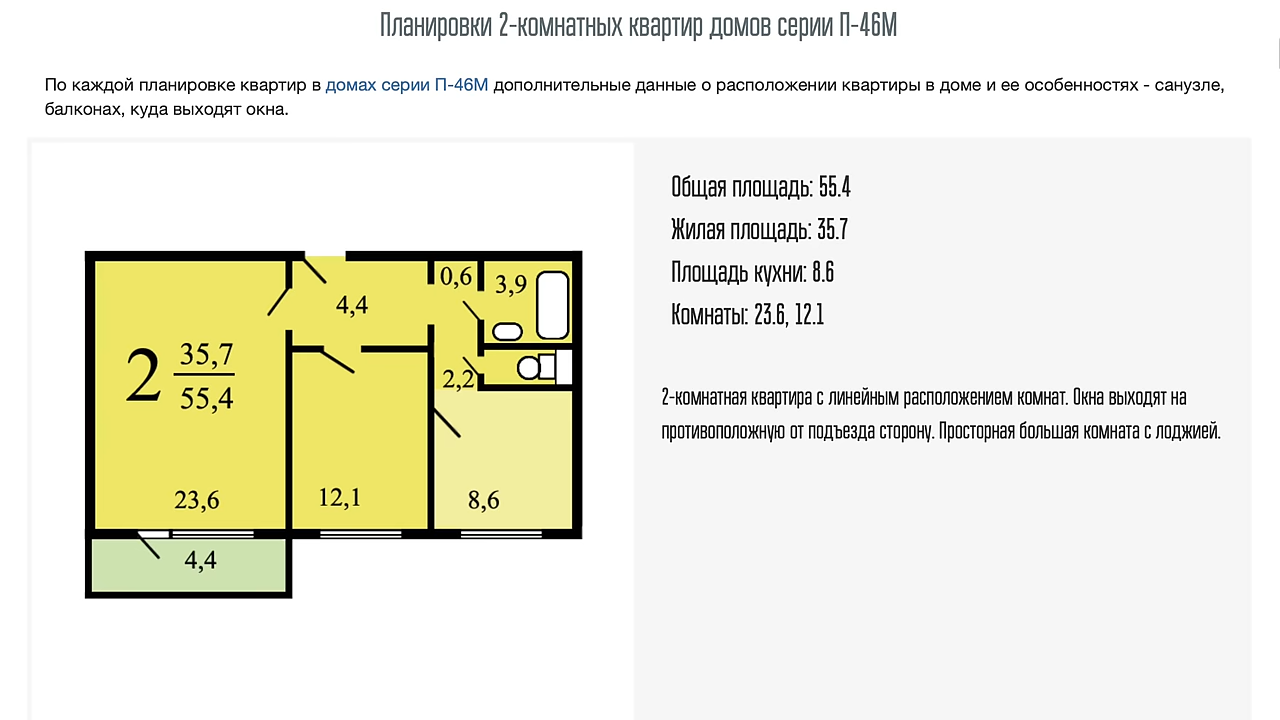 Планировки 2-комнатных квартир домов серии П-46М
По каждой планировке квартир в домах серии П-46М дополнительные данные о расположении квартиры в доме и ее особенностях - санузле,
балконах, куда выходят окна.
Общая площадь: 55.4
Жилая площадь: 35.7
Площадь кухни: 8.6
Комнаты: 23.6, 12.1
2-комнатная квартира с линейным расположением комнат. Окна выходят на
противоположную от подъезда сторону. Просторная большая комната с лоджией.
0,6
3,9
4,4
2
35,7
55,4
2,2
23,6
12,1
8,6
4,4